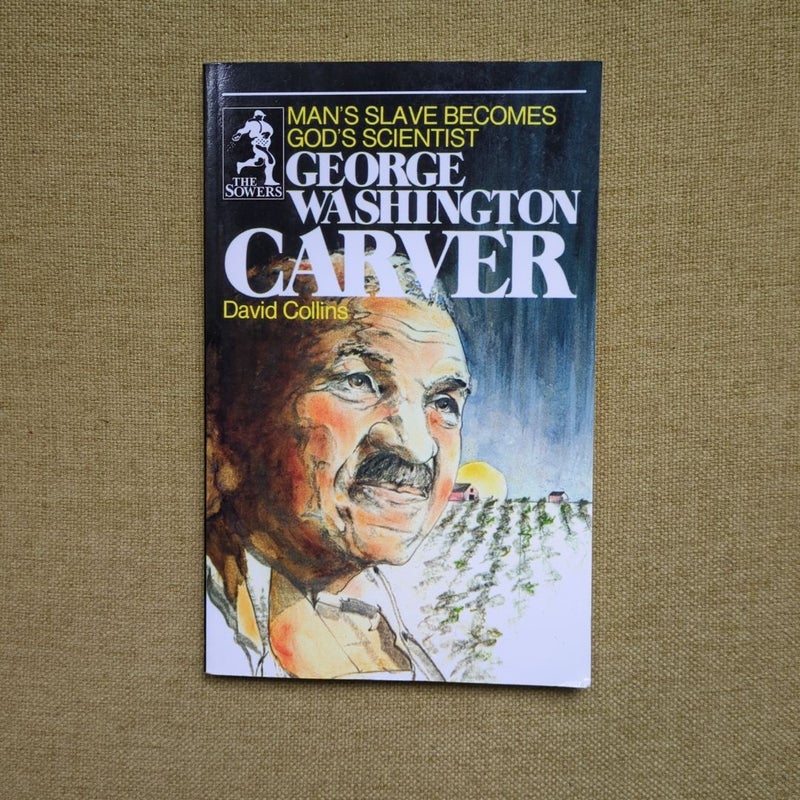 MAN'S SLAVE BECOMES
GOD'S SCIENTIST
THE
SOWERS
GEORGE
WASHINGTON
CARVER
David Collins